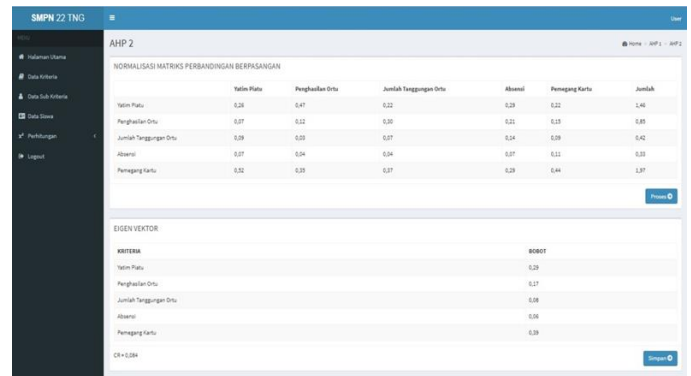 SMPN 22 TNG
User
MENU
Halaman Utama
Data Kriteria
Data Sub Kriteria
Data Siswa
Perhitungan
Logout
AHP 2
Home > AHP 1 > AHP 2
NORMALISASI MATRIKS PERBANDINGAN BERPASANGAN
Yatim Piatu Penghasilan Ortu Jumlah Tanggungan Ortu Absensi Pemegang Kartu Jumlah
Yatim Piatu 0,26 0,47 0,22 0,29 0,22 1,46
Penghasilan Ortu 0,07 0,12 0,30 0,21 0,15 0,85
Jumlah Tanggungan Ortu 0,09 0,03 0,07 0,14 0,09 0,42
Absensi 0,07 0,04 0,04 0,07 0,11 0,33
Pemegang Kartu 0,52 0,35 0,37 0,29 0,44 1,97
Proses
EIGEN VEKTOR
KRITERIA BOBOT
Yatim Piatu 0,29
Penghasilan Ortu 0,17
Jumlah Tanggungan Ortu 0,08
Absensi 0,06
Pemegang Kartu 0,39
CR = 0,084
Simpan